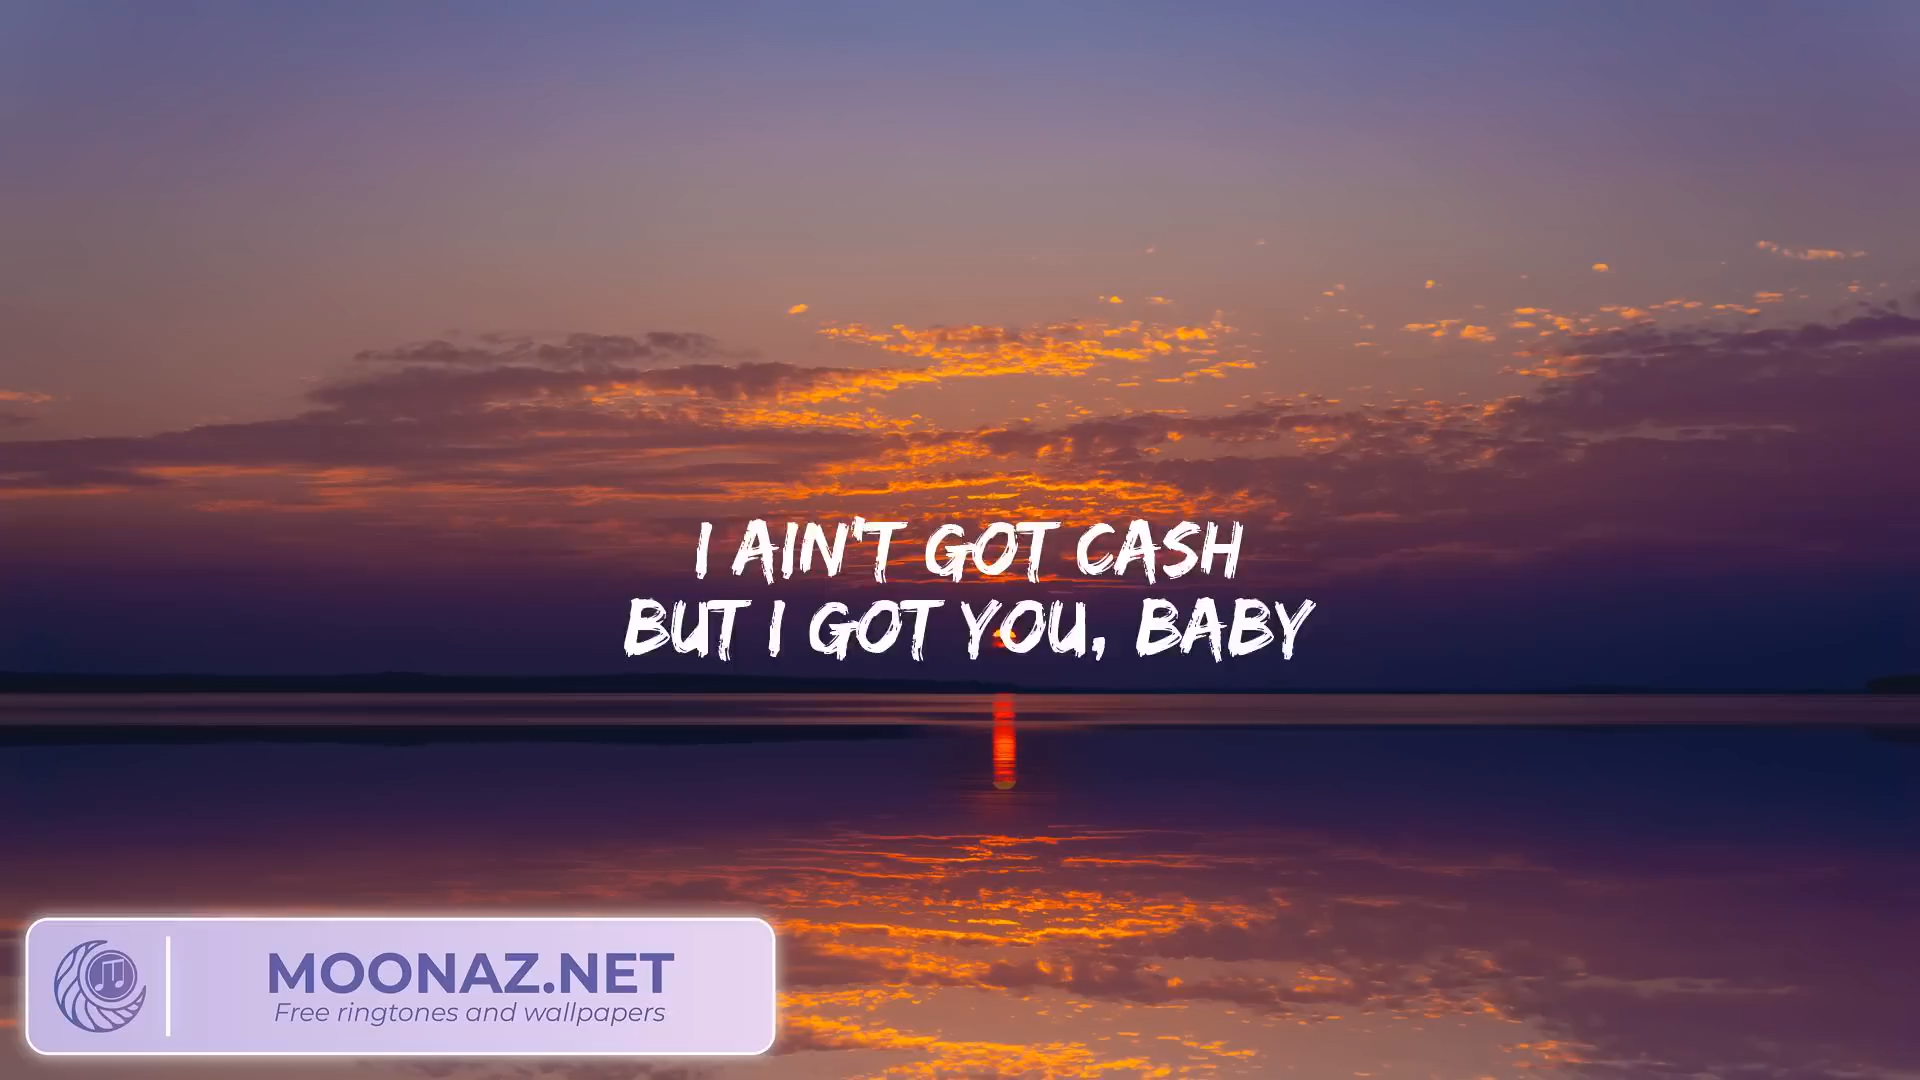 I AIN'T GOT CASH
BUT I GOT YOU, BABY
MOONAZ.NET
Free ringtones and wallpapers